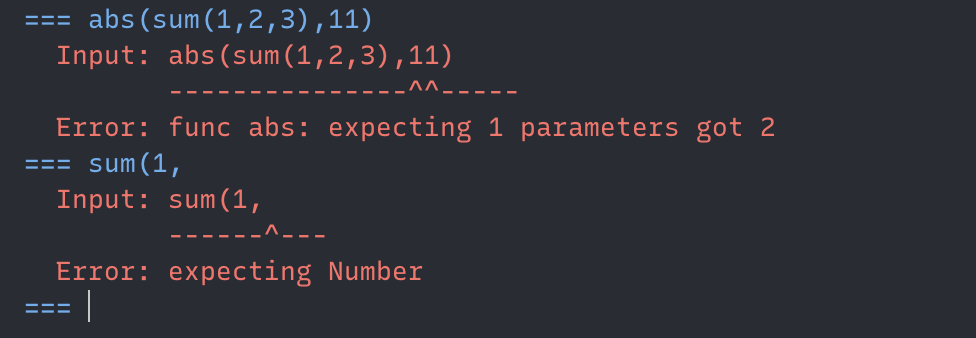 === abs(sum(1,2,3),11)
  Input: abs(sum(1,2,3),11)
         ---------------^^-----
  Error: func abs: expecting 1 parameters got 2
=== sum(1,
  Input: sum(1,
         ------^---
  Error: expecting Number
===